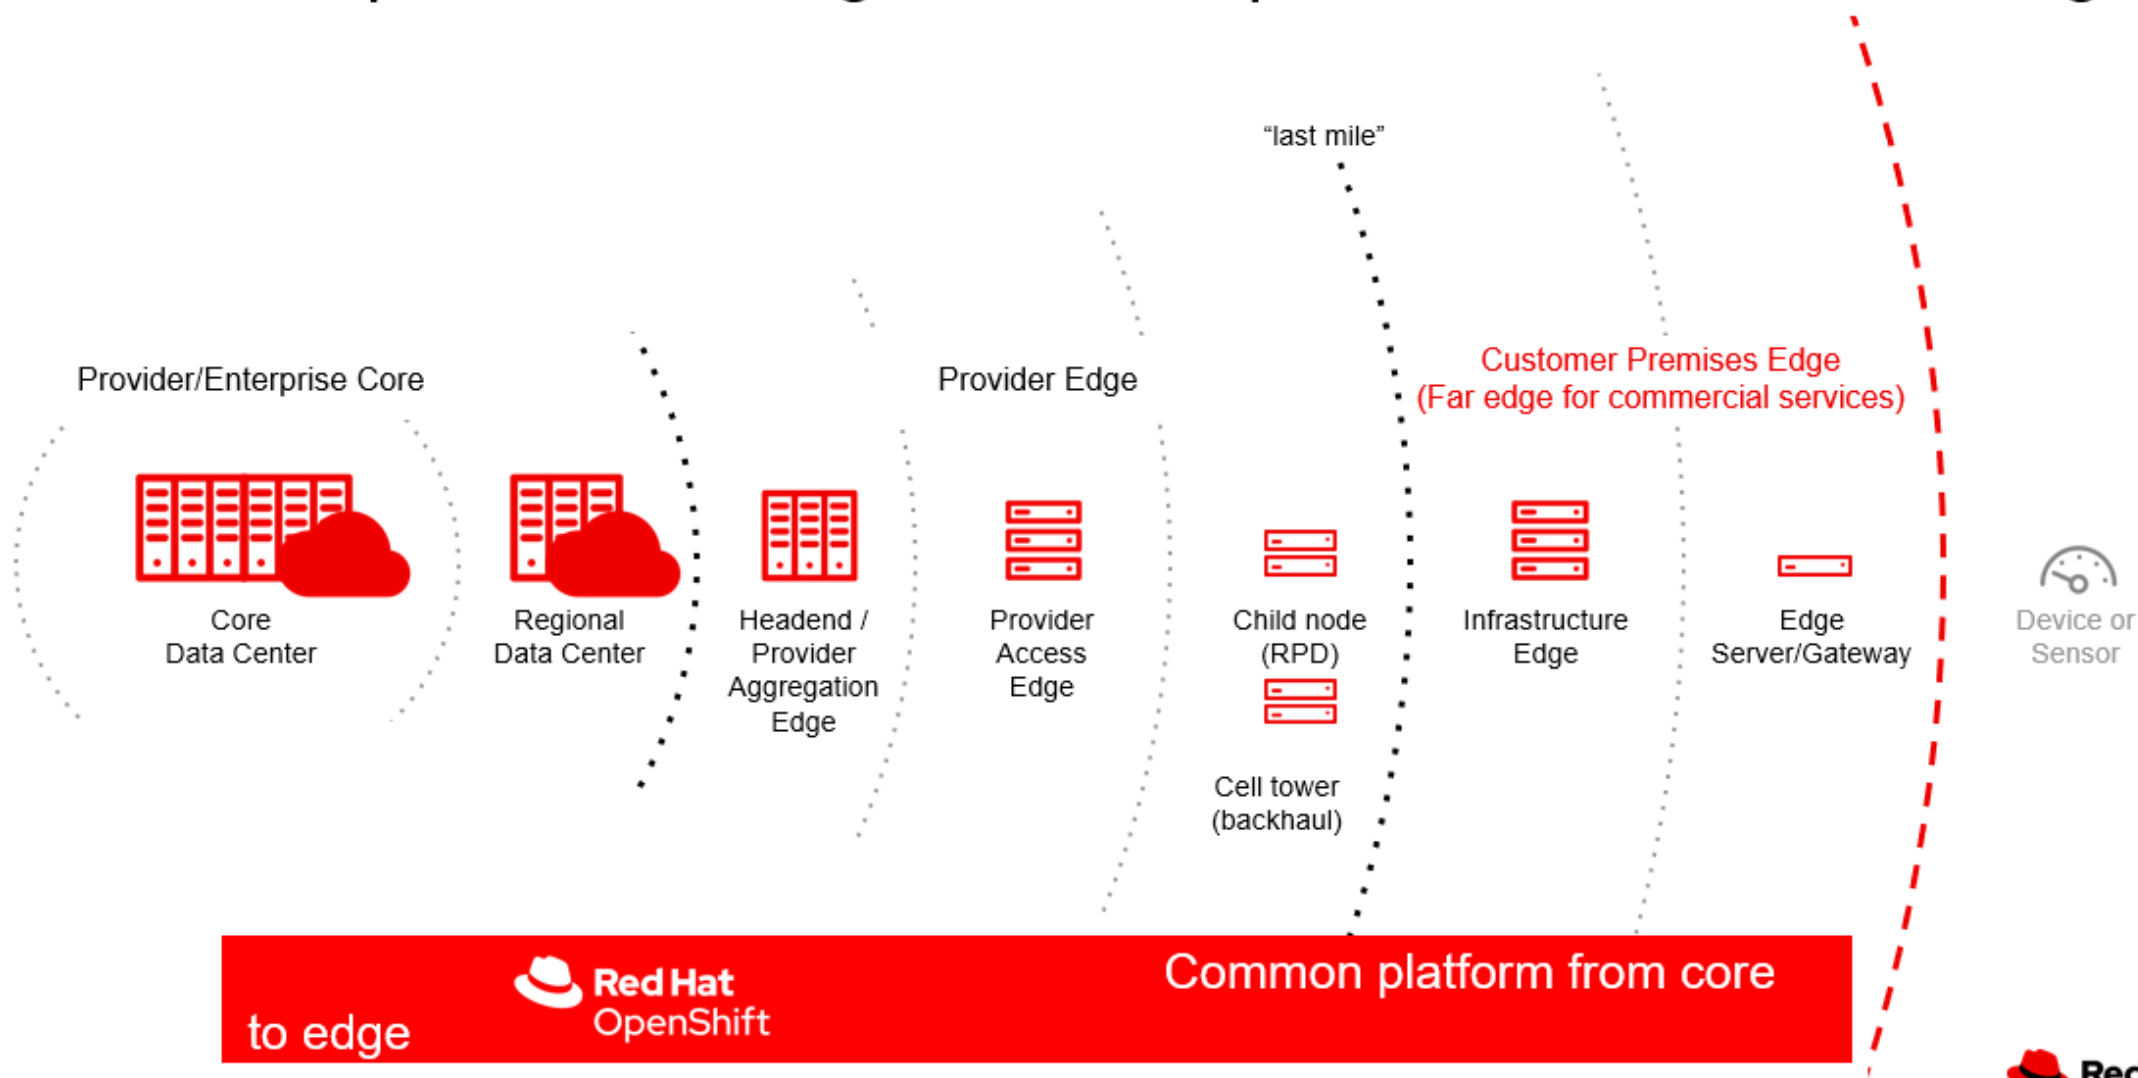 “last mile”
Provider/Enterprise Core
Provider Edge
Customer Premises Edge
(Far edge for commercial services)
Core
Data Center
Regional
Data Center
Headend /
Provider
Aggregation
Edge
Provider
Access
Edge
Child node
(RPD)
Cell tower
(backhaul)
Infrastructure
Edge
Edge
Server/Gateway
Device or
Sensor
Common platform from core
to edge
Red Hat
OpenShift